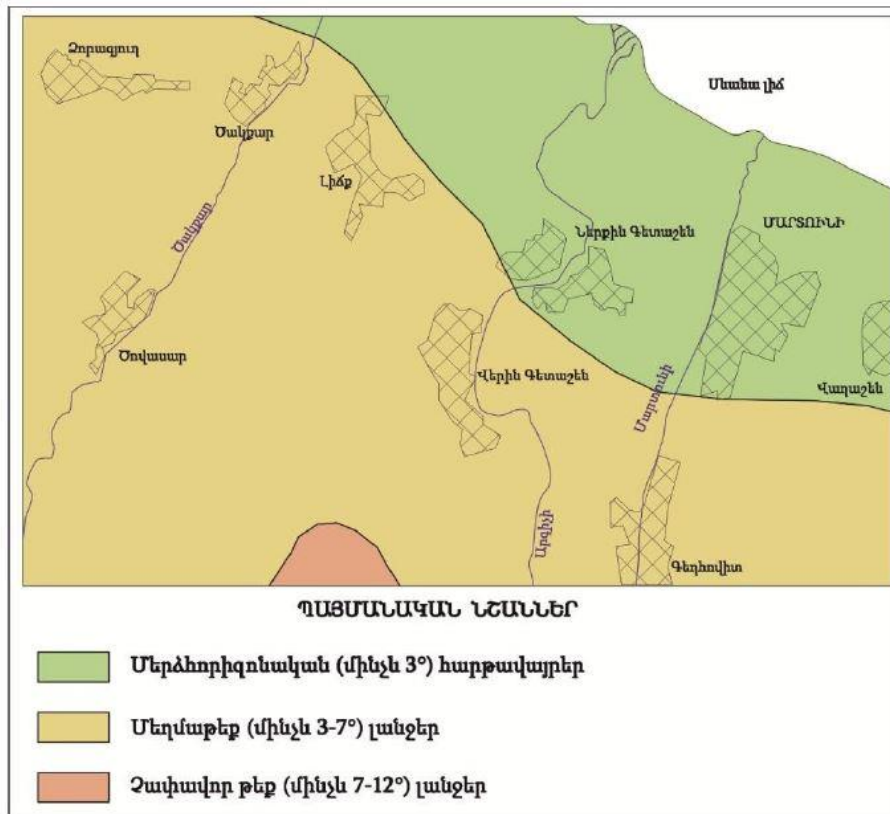 Ձորագյուղ
Սևանա լիճ
Ծակքար
Լիճք
Ծակքար
Ներքին Գետաշեն
ՄԱՐՏՈՒՆԻ
Ծովասար
Վերին Գետաշեն
Մարտունի
Վաղաշեն
Արգիչի
Գեղհովիտ
ՊԱՅՄԱՆԱԿԱՆ ՆՇԱՆՆԵՐ
Մերձհորիզոնական (մինչև 3°) հարթավայրեր
Մեղմաթեք (մինչև 3-7°) լանջեր
Չափավոր թեք (մինչև 7-12°) լանջեր